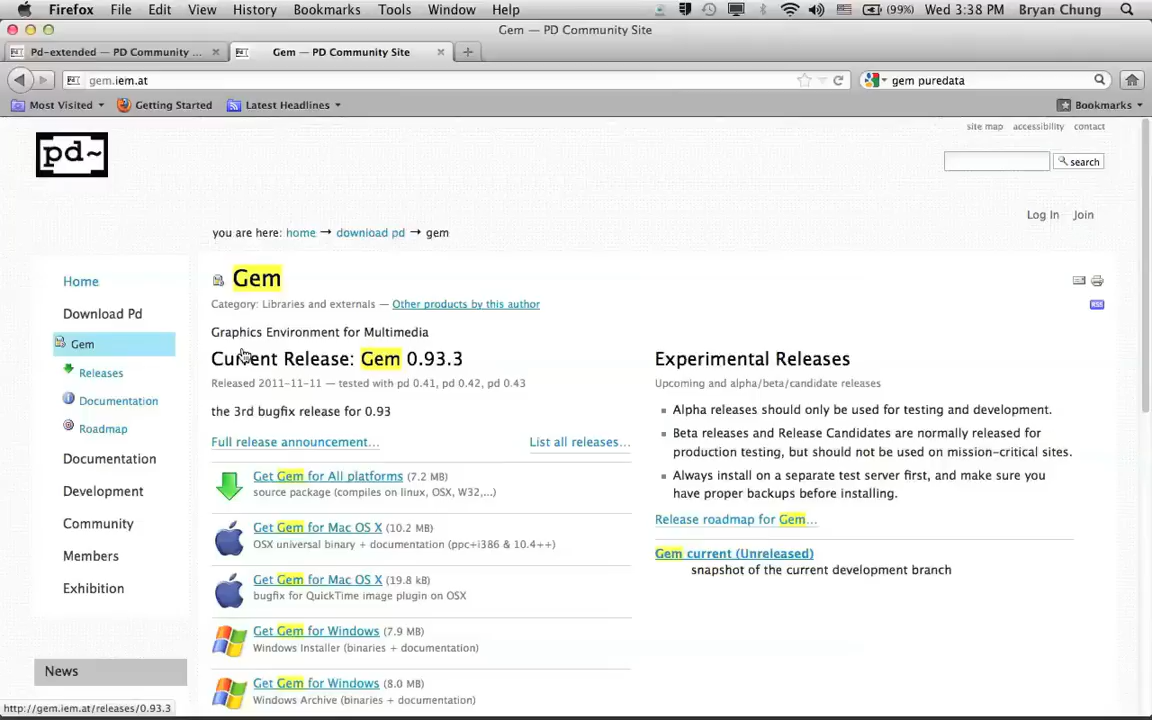 Firefox File Edit View History Bookmarks Tools Window Help (99%) Wed 3:38 PM Bryan Chung
Gem — PD Community Site
Pd-extended — PD Community ... Gem — PD Community Site
gem.iem.at gem puredata
Most Visited Getting Started Latest Headlines Bookmarks
site map accessibility contact
pd~
search
Log In Join
you are here: home → download pd → gem
Home
Download Pd
Gem
Releases
Documentation
Roadmap
Documentation
Development
Community
Members
Exhibition
News
Gem
Category: Libraries and externals — Other products by this author
RSS
Graphics Environment for Multimedia
Current Release: Gem 0.93.3
Released 2011-11-11 — tested with pd 0.41, pd 0.42, pd 0.43
the 3rd bugfix release for 0.93
Full release announcement... List all releases...
Get Gem for All platforms (7.2 MB)
source package (compiles on linux, OSX, W32,...)
Get Gem for Mac OS X (10.2 MB)
OSX universal binary + documentation (ppc+i386 & 10.4++)
Get Gem for Mac OS X (19.8 kB)
bugfix for QuickTime image plugin on OSX
Get Gem for Windows (7.9 MB)
Windows Installer (binaries + documentation)
Get Gem for Windows (8.0 MB)
Windows Archive (binaries + documentation)
Experimental Releases
Upcoming and alpha/beta/candidate releases
Alpha releases should only be used for testing and development.
Beta releases and Release Candidates are normally released for
production testing, but should not be used on mission-critical sites.
Always install on a separate test server first, and make sure you
have proper backups before installing.
Release roadmap for Gem...
Gem current (Unreleased)
snapshot of the current development branch
http://gem.iem.at/releases/0.93.3